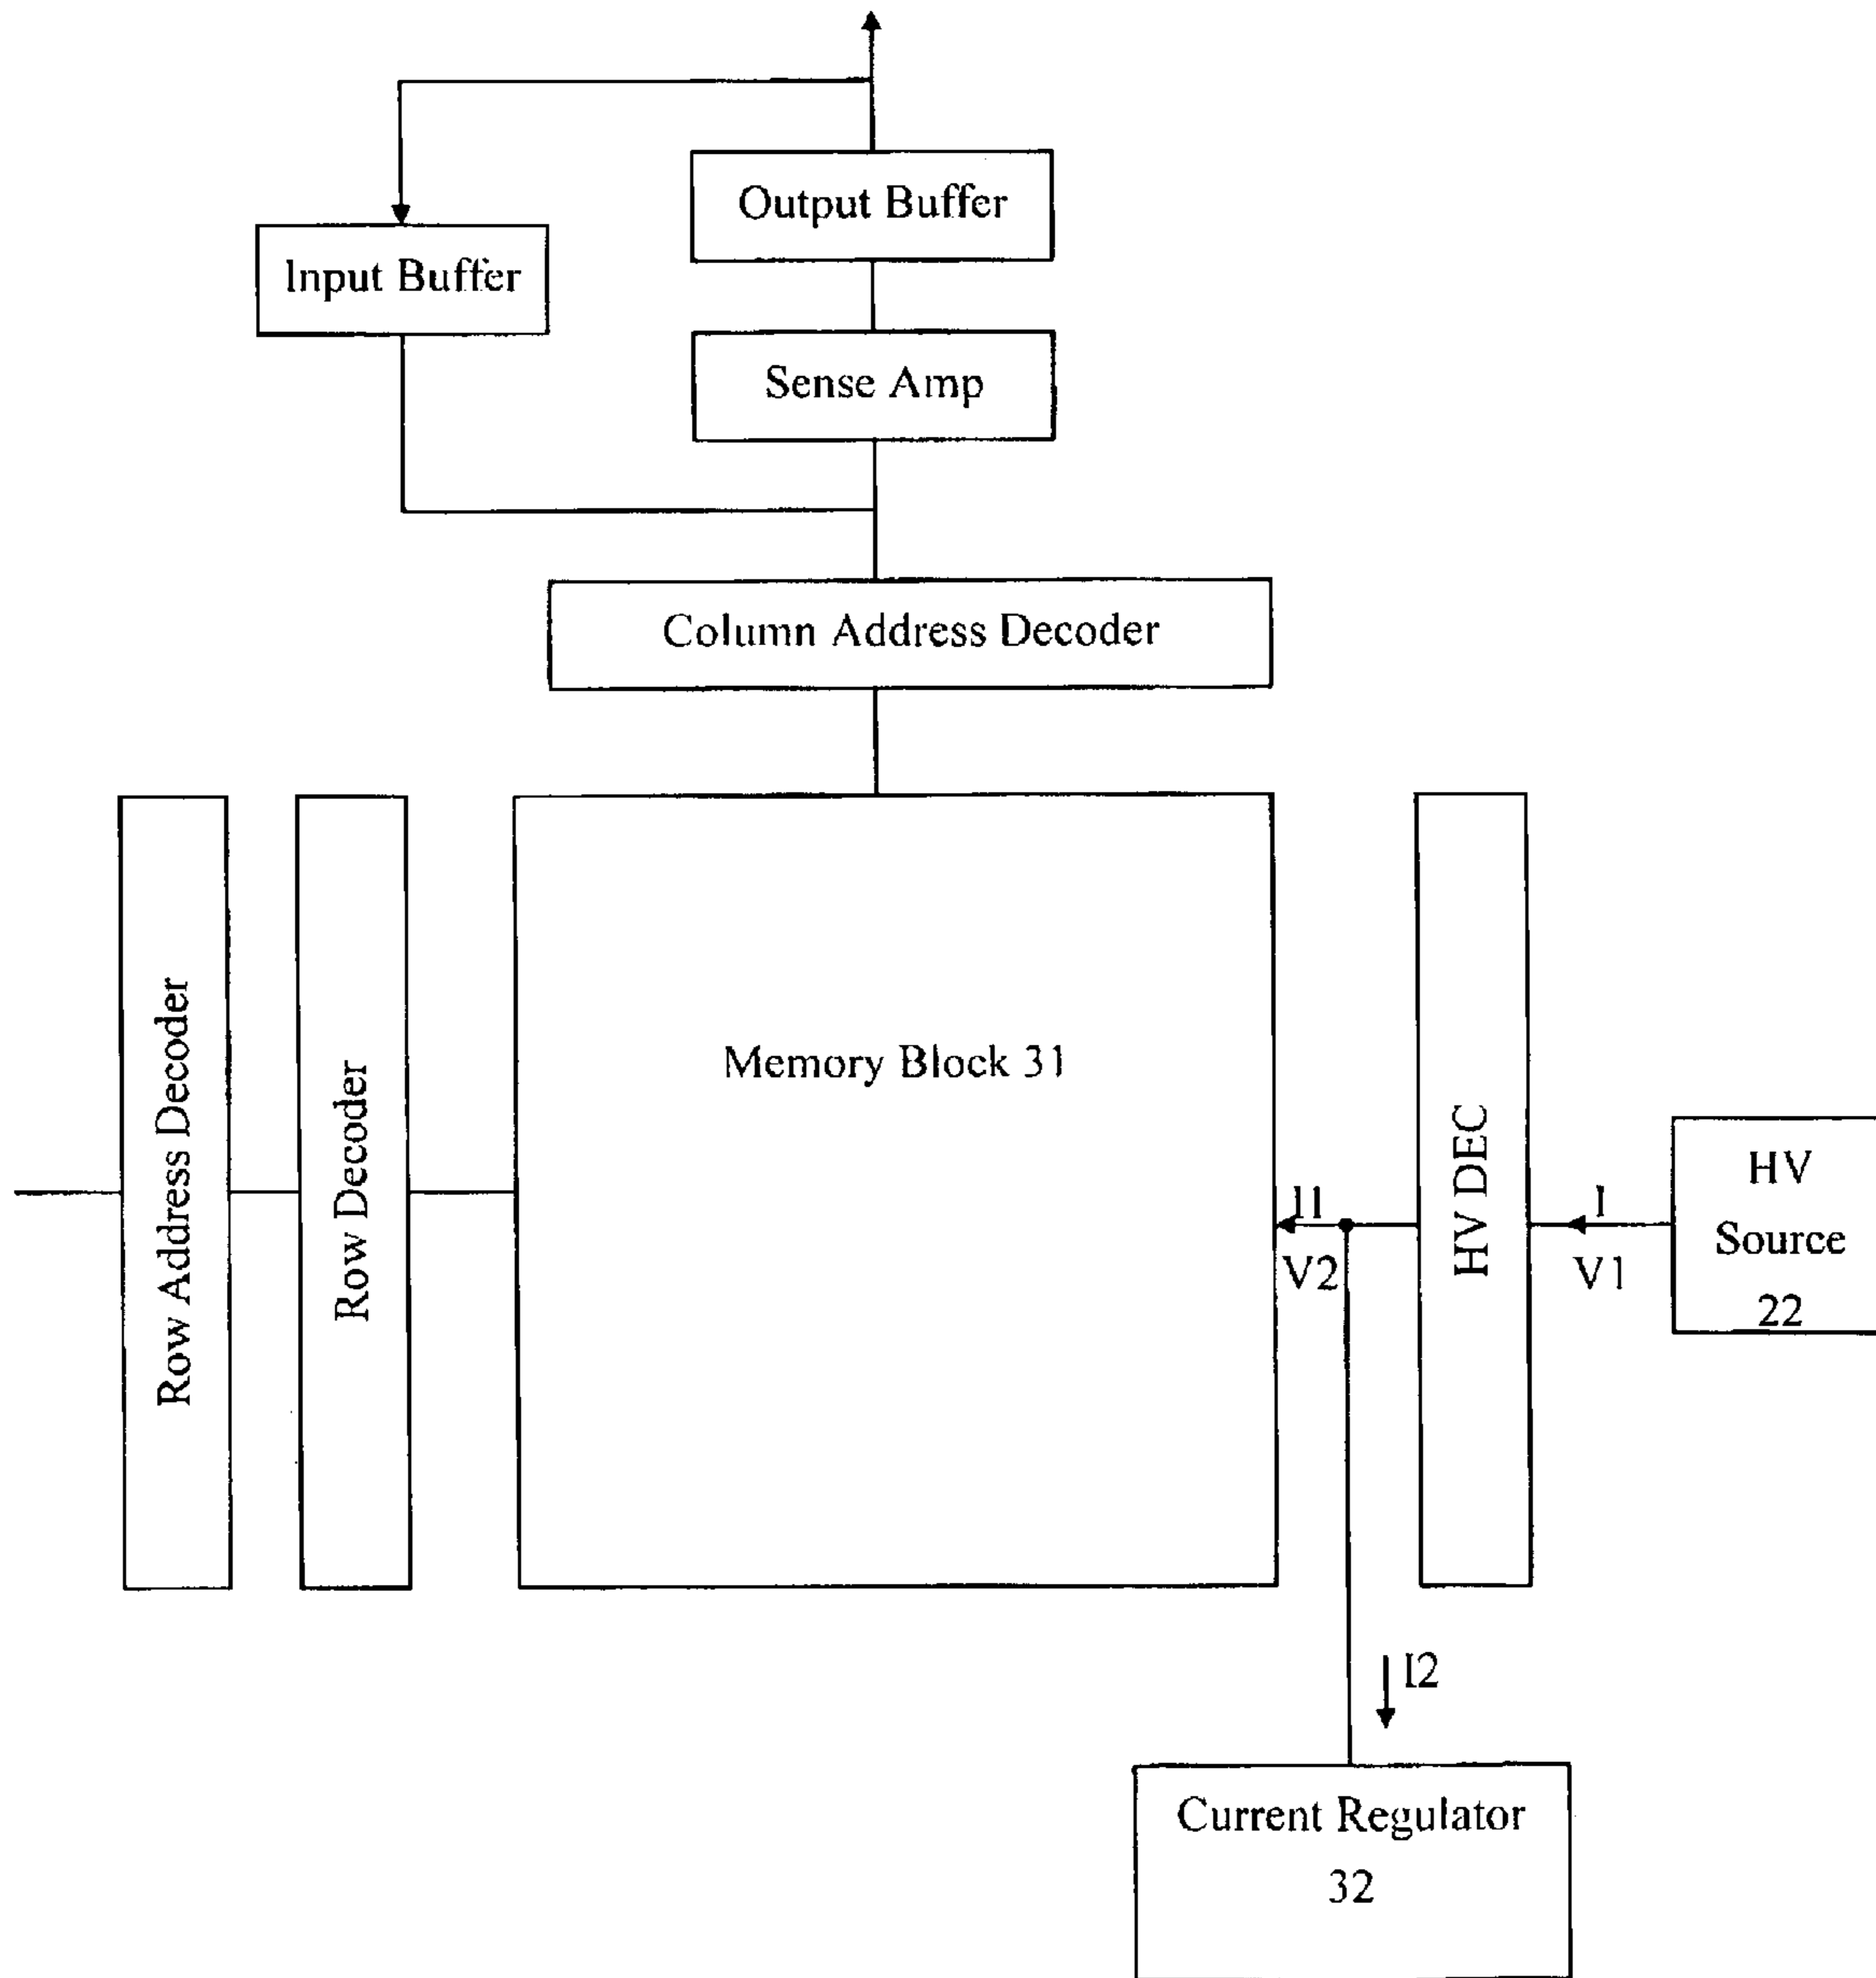 Output Buffer
Input Buffer
Sense Amp
Column Address Decoder
Row Address Decoder
Row Decoder
Memory Block 31
I1
V2
HV DEC
I
V1
HV
Source
22
I2
Current Regulator
32